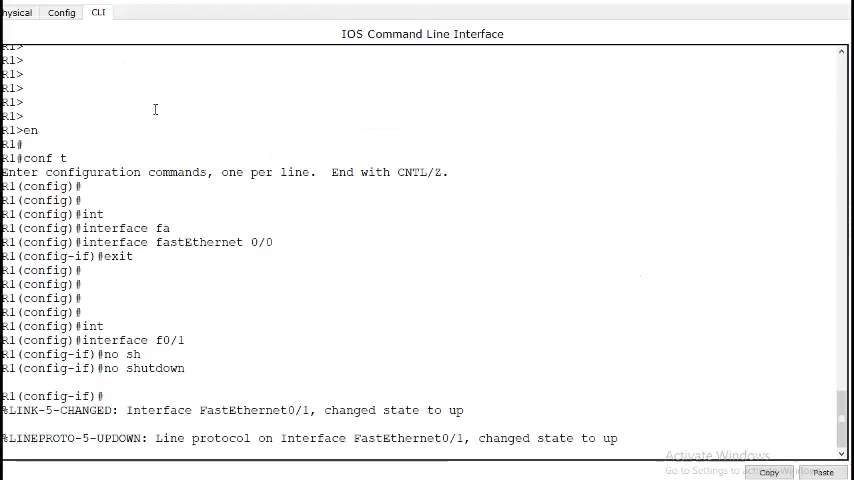 hysical Config CLI
IOS Command Line Interface
R1>
R1>
R1>
R1>
R1>
R1>
R1>en
R1#
R1#conf t
Enter configuration commands, one per line.  End with CNTL/Z.
R1(config)#
R1(config)#
R1(config)#int
R1(config)#interface fa
R1(config)#interface fastEthernet 0/0
R1(config-if)#exit
R1(config)#
R1(config)#
R1(config)#
R1(config)#
R1(config)#int
R1(config)#interface f0/1
R1(config-if)#no sh
R1(config-if)#no shutdown
R1(config-if)#
%LINK-5-CHANGED: Interface FastEthernet0/1, changed state to up
%LINEPROTO-5-UPDOWN: Line protocol on Interface FastEthernet0/1, changed state to up
Activate Windows
Go to Settings to activate Windows.
Copy Paste